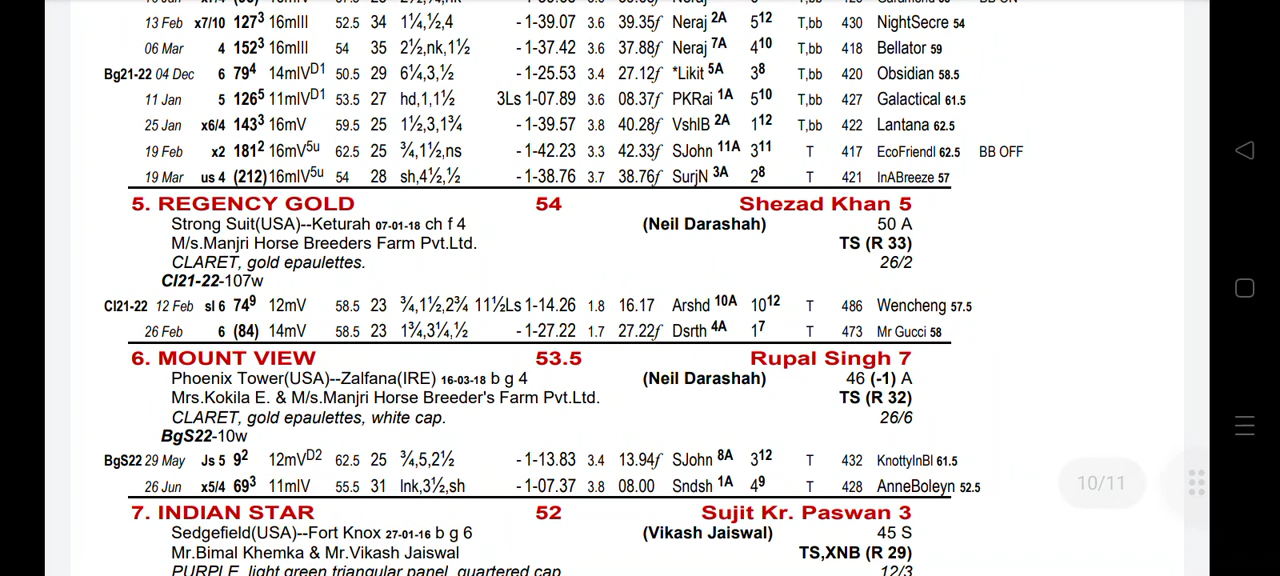 13 Feb x7/10 127³ 16mIII 52.5 34 1¼,½,4 - 1-39.07 3.6 39.35f Neraj 2A 5¹² T,bb 430 NightSecre 54
06 Mar 4 152³ 16mIII 54 35 2½,nk,1½ - 1-37.42 3.6 37.88f Neraj 7A 4¹⁰ T,bb 418 Bellator 59
Bg21-22 04 Dec 6 79⁴ 14mIVD1 50.5 29 6¼,3,½ - 1-25.53 3.4 27.12f *Likit 5A 3⁸ T,bb 420 Obsidian 58.5
11 Jan 5 126⁵ 11mIVD1 53.5 27 hd,1,1½ 3Ls 1-07.89 3.6 08.37f PKRai 1A 5¹⁰ T,bb 427 Galactical 61.5
25 Jan x6/4 143³ 16mV 59.5 25 1½,3,1¾ - 1-39.57 3.8 40.28f VshlB 2A 1¹² T,bb 422 Lantana 62.5
19 Feb x2 181² 16mV5u 62.5 25 ¾,1½,ns - 1-42.23 3.3 42.33f SJohn 11A 3¹¹ T 417 EcoFriendl 62.5 BB OFF
19 Mar us 4 (212) 16mV5u 54 28 sh,4½,½ - 1-38.76 3.7 38.76f SurjN 3A 2⁸ T 421 InABreeze 57
5. REGENCY GOLD 54 Shezad Khan 5
Strong Suit(USA)--Keturah 07-01-18 ch f 4 (Neil Darashah) 50 A
M/s.Manjri Horse Breeders Farm Pvt.Ltd. TS (R 33)
CLARET, gold epaulettes. 26/2
Cl21-22-107w
Cl21-22 12 Feb sl 6 74⁹ 12mV 58.5 23 ¾,1½,2¾ 11½Ls 1-14.26 1.8 16.17 Arshd 10A 10¹² T 486 Wencheng 57.5
26 Feb 6 (84) 14mV 58.5 23 1¾,3¼,½ - 1-27.22 1.7 27.22f Dsrth 4A 1⁷ T 473 Mr Gucci 58
6. MOUNT VIEW 53.5 Rupal Singh 7
Phoenix Tower(USA)--Zalfana(IRE) 16-03-18 b g 4 (Neil Darashah) 46 (-1) A
Mrs.Kokila E. & M/s.Manjri Horse Breeder's Farm Pvt.Ltd. TS (R 32)
CLARET, gold epaulettes, white cap. 26/6
BgS22-10w
BgS22 29 May Js 5 9² 12mVD2 62.5 25 ¾,5,2½ - 1-13.83 3.4 13.94f SJohn 8A 3¹² T 432 KnottyInBl 61.5
26 Jun x5/4 69³ 11mIV 55.5 31 lnk,3½,sh - 1-07.37 3.8 08.00 Sndsh 1A 4⁹ T 428 AnneBoleyn 52.5
10/11
7. INDIAN STAR 52 Sujit Kr. Paswan 3
Sedgefield(USA)--Fort Knox 27-01-16 b g 6 (Vikash Jaiswal) 45 S
Mr.Bimal Khemka & Mr.Vikash Jaiswal TS,XNB (R 29)
PURPLE, light green triangular panel, quartered cap 12/3